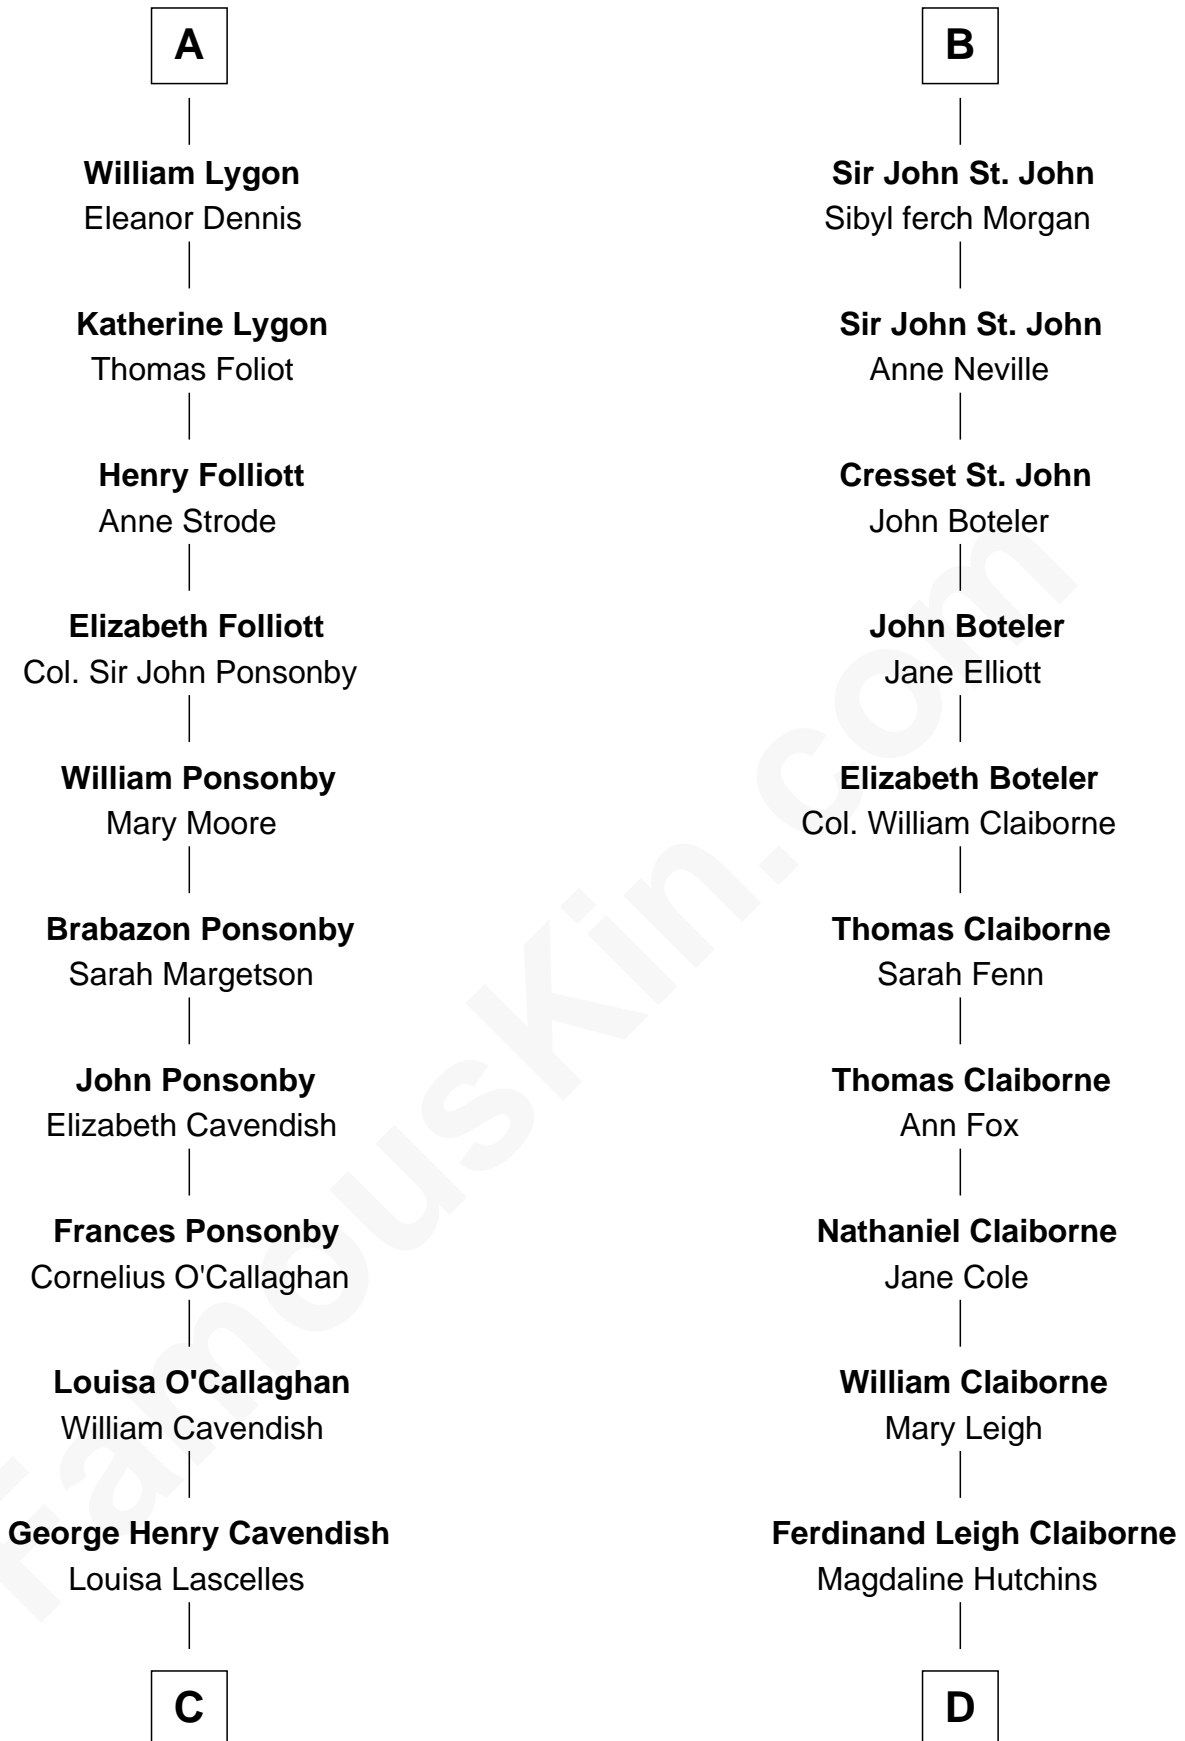 A
William Lygon
Eleanor Dennis
Katherine Lygon
Thomas Foliot
Henry Folliott
Anne Strode
Elizabeth Folliott
Col. Sir John Ponsonby
William Ponsonby
Mary Moore
Brabazon Ponsonby
Sarah Margetson
John Ponsonby
Elizabeth Cavendish
Frances Ponsonby
Cornelius O'Callaghan
Louisa O'Callaghan
William Cavendish
George Henry Cavendish
Louisa Lascelles
C
B
Sir John St. John
Sibyl ferch Morgan
Sir John St. John
Anne Neville
Cresset St. John
John Boteler
John Boteler
Jane Elliott
Elizabeth Boteler
Col. William Claiborne
Thomas Claiborne
Sarah Fenn
Thomas Claiborne
Ann Fox
Nathaniel Claiborne
Jane Cole
William Claiborne
Mary Leigh
Ferdinand Leigh Claiborne
Magdaline Hutchins
D
FamousKin.com